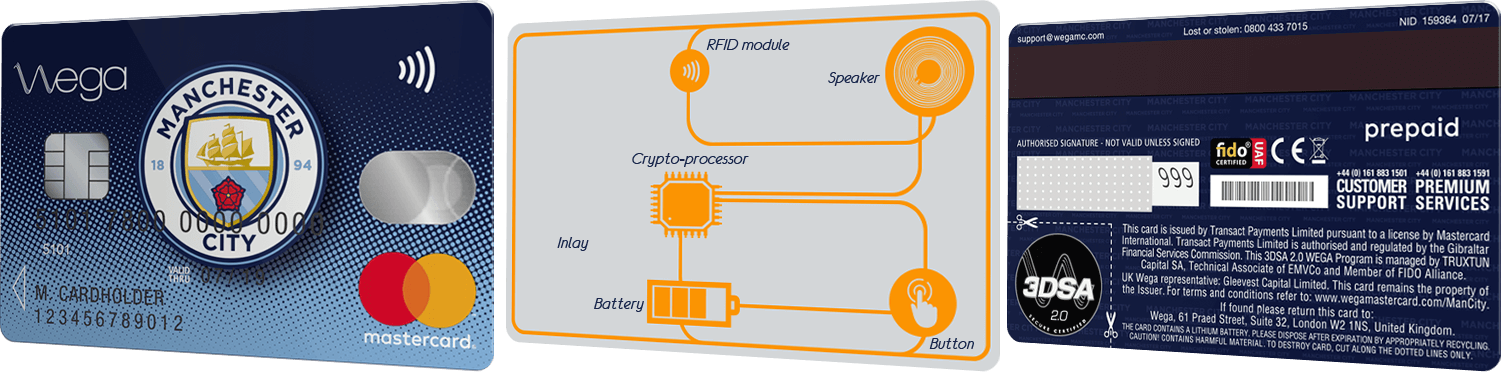 Wega
MANCHESTER
18 94
CITY
5101
VALID
CARD
M. CARDHOLDER
123456789012
mastercard.
RFID module
Speaker
Crypto-processor
Inlay
Battery
Button
support@wegamc.com
Lost or stolen: 0800 433 7015
NID 159364 07/17
prepaid
AUTHORISED SIGNATURE - NOT VALID UNLESS SIGNED
999
fido
CERTIFIED
UAF
CE
+44 (0) 161 883 1501
CUSTOMER
SUPPORT
+44 (0) 161 883 1591
PREMIUM
SERVICES
3DSA
2.0
SECURE CERTIFIED
This card is issued by Transact Payments Limited pursuant to a license by Mastercard
International. Transact Payments Limited is authorised and regulated by the Gibraltar
Financial Services Commission. This 3DSA 2.0 WEGA Program is managed by TRUXTUN
Capital SA, Technical Associate of EMVCo and Member of FIDO Alliance.
UK Wega representative: Gleevest Capital Limited. This card remains the property of
the Issuer. For terms and conditions refer to: www.wegamastercard.com/ManCity.
If found please return this card to:
Wega, 61 Praed Street, Suite 32, London W2 1NS, United Kingdom.
THE CARD CONTAINS A LITHIUM BATTERY. PLEASE DISPOSE AFTER EXPIRATION BY APPROPRIATELY RECYCLING.
CAUTION! CONTAINS HARMFUL MATERIAL. TO DESTROY CARD, CUT ALONG THE DOTTED LINES ONLY.